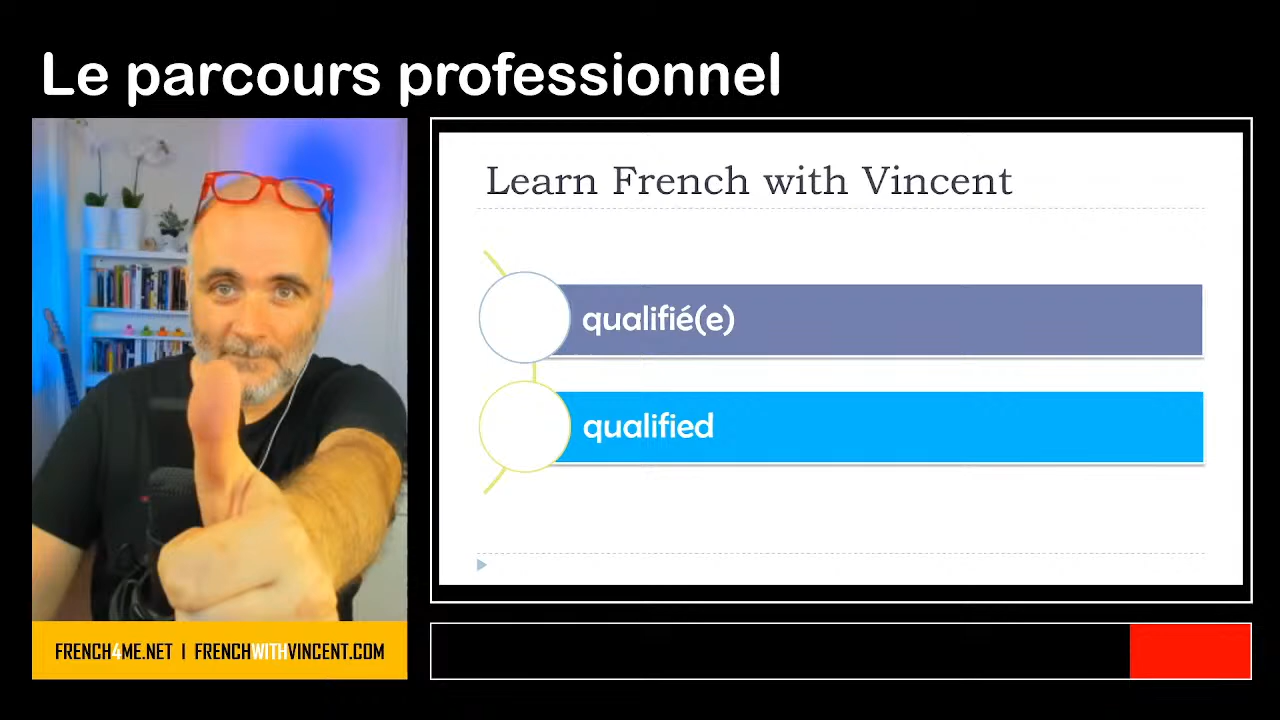 Le parcours professionnel
Learn French with Vincent
qualifié(e)
qualified
FRENCH4ME.NET | FRENCHWITHVINCENT.COM